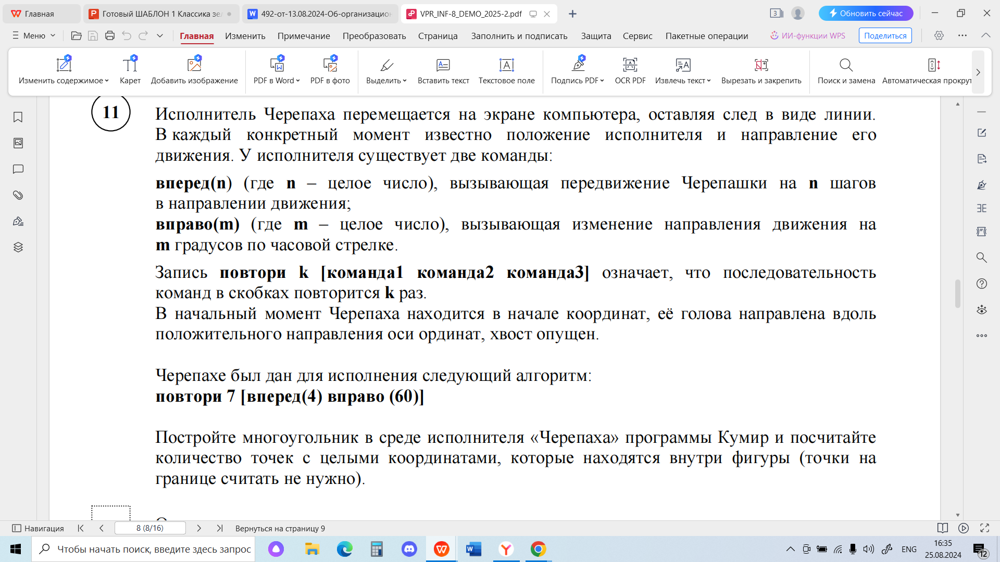 Главная
Готовый ШАБЛОН 1 Классика зел
492-от-13.08.2024-Об-организацион
VPR_INF-8_DEMO_2025-2.pdf
3
Обновить сейчас
Меню
Главная Изменить Примечание Преобразовать Страница Заполнить и подписать Защита Сервис Пакетные операции
ИИ-функции WPS
Поделиться
Изменить содержимое
Карет
Добавить изображение
PDF в Word
PDF в фото
Выделить
Вставить текст
Текстовое поле
Подпись PDF
OCR PDF
Извлечь текст
Вырезать и закрепить
Поиск и замена
Автоматическая прокрут
11
Исполнитель Черепаха перемещается на экране компьютера, оставляя след в виде линии.
В каждый конкретный момент известно положение исполнителя и направление его
движения. У исполнителя существует две команды:
вперед(n) (где n – целое число), вызывающая передвижение Черепашки на n шагов
в направлении движения;
вправо(m) (где m – целое число), вызывающая изменение направления движения на
m градусов по часовой стрелке.
Запись повтори k [команда1 команда2 команда3] означает, что последовательность
команд в скобках повторится k раз.
В начальный момент Черепаха находится в начале координат, её голова направлена вдоль
положительного направления оси ординат, хвост опущен.
Черепахе был дан для исполнения следующий алгоритм:
повтори 7 [вперед(4) вправо (60)]
Постройте многоугольник в среде исполнителя «Черепаха» программы Кумир и посчитайте
количество точек с целыми координатами, которые находятся внутри фигуры (точки на
границе считать не нужно).
Навигация
8 (8/16)
Вернуться на страницу 9
Чтобы начать поиск, введите здесь запрос
ENG
16:35
25.08.2024
12